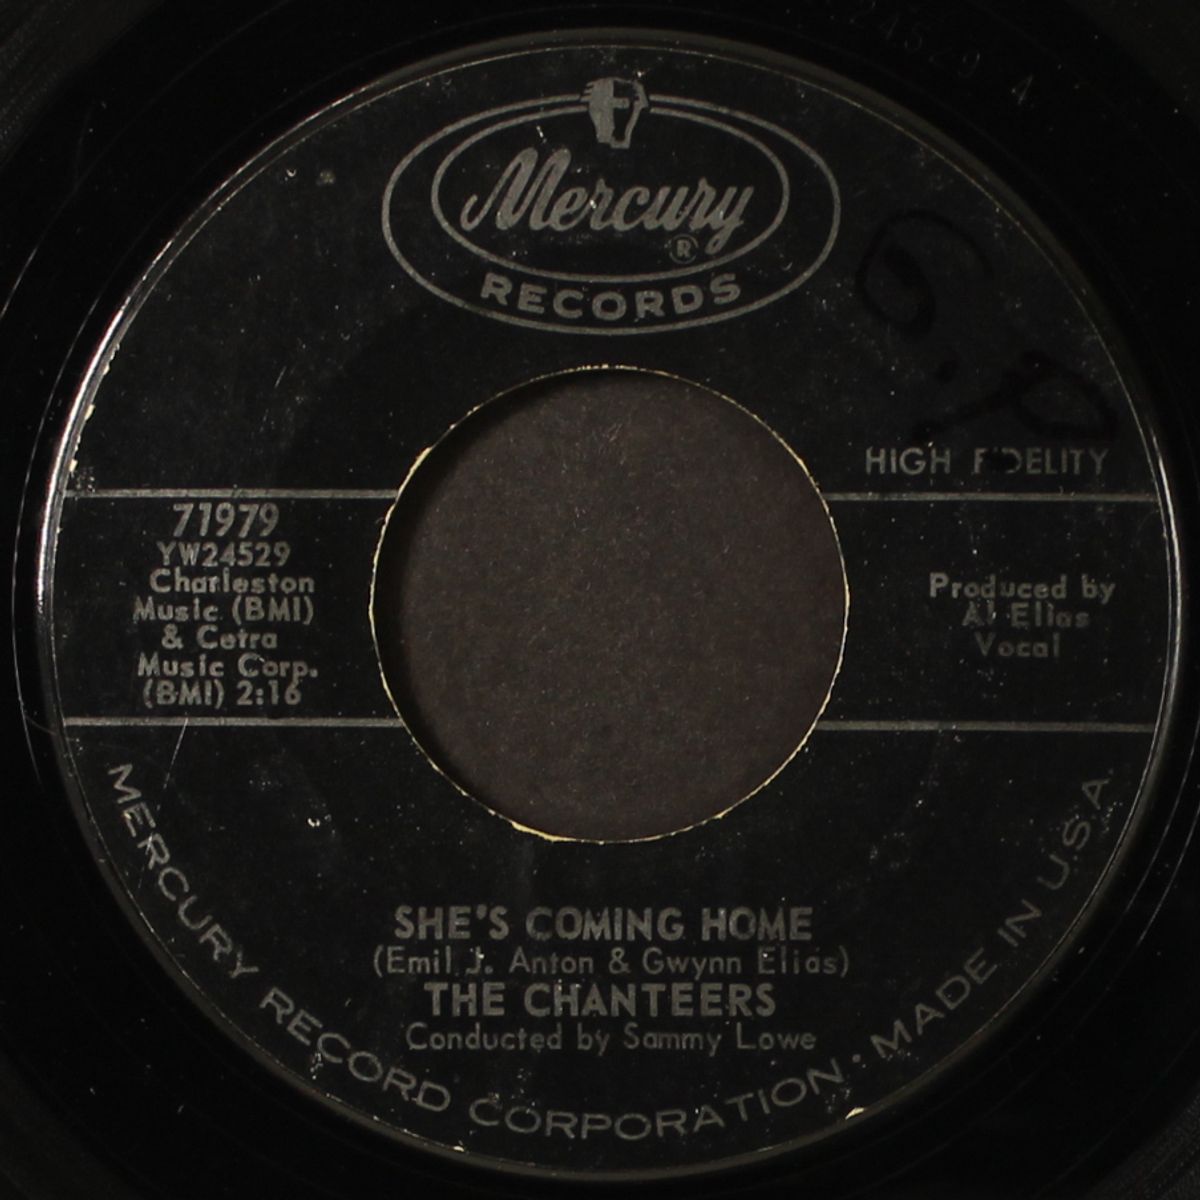 Mercury
®
RECORDS
G.P
HIGH FIDELITY
71979
YW24529
Charleston
Music (BMI)
& Cetra
Music Corp.
(BMI) 2:16
Produced by
Al Elias
Vocal
SHE'S COMING HOME
(Emil J. Anton & Gwynn Elias)
THE CHANTEERS
Conducted by Sammy Lowe
MERCURY RECORD CORPORATION • MADE IN U.S.A.